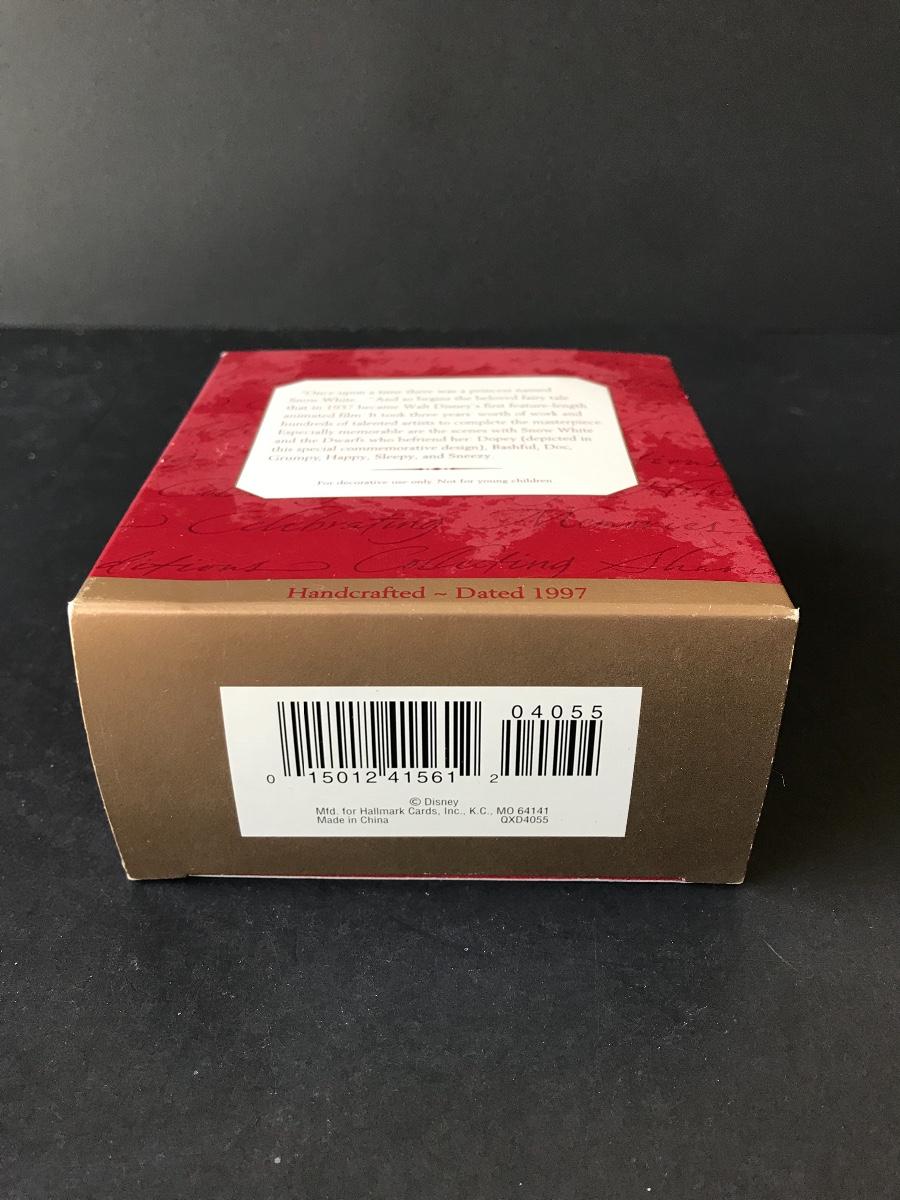 "Once upon a time there was a princess named
Snow White. . ." And so begins the beloved fairy tale
that in 1937 became Walt Disney's first feature-length
animated film. It took three years' worth of work and
hundreds of talented artists to complete the masterpiece.
Especially memorable are the scenes with Snow White
and the Dwarfs who befriend her: Dopey (depicted in
this special commemorative design), Bashful, Doc,
Grumpy, Happy, Sleepy, and Sneezy.
For decorative use only. Not for young children.
Celebrating Memories
ditions Collecting Sharin
Handcrafted ~ Dated 1997
04055
0 15012 41561 2
© Disney
Mfd. for Hallmark Cards, Inc., K.C., MO 64141
Made in China QXD4055